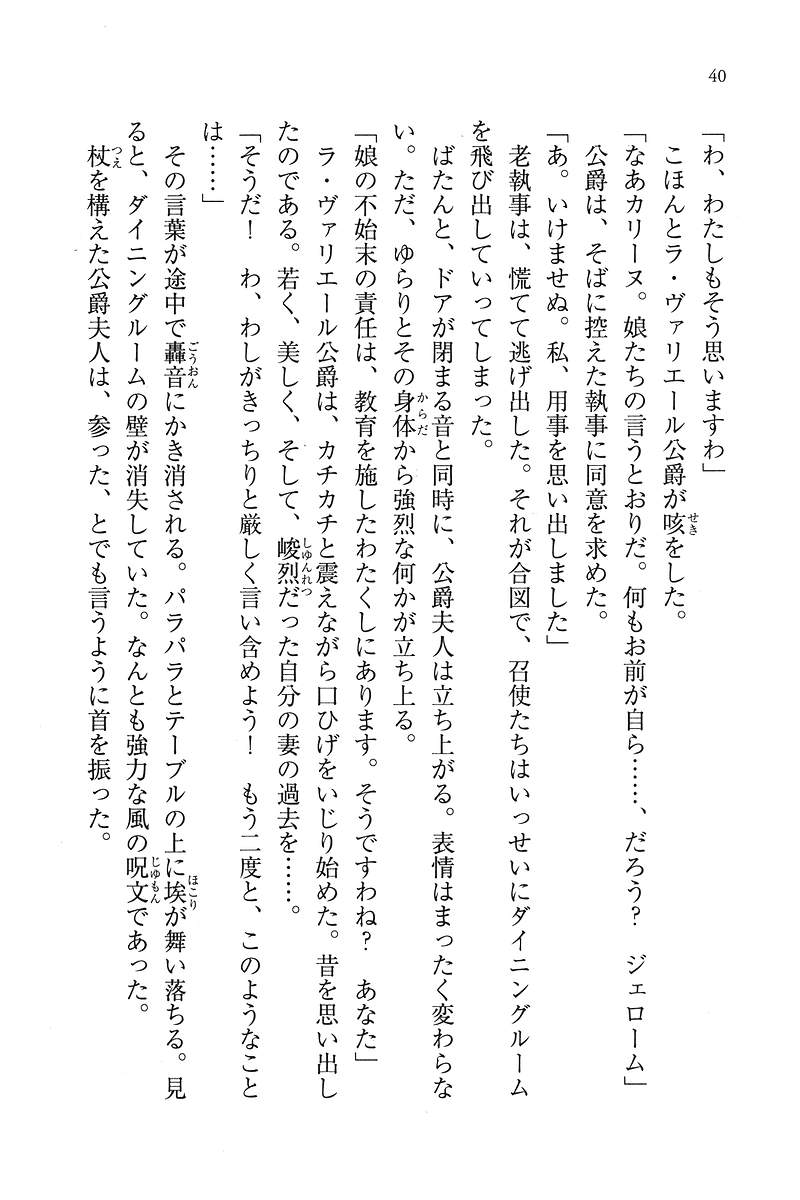 40
「わ、わたしもそう思いますわ」
こほんとラ・ヴァリエール公爵が咳をした。
「なあカリーヌ。娘たちの言うとおりだ。何もお前が自ら……、だろう？　ジェローム」
公爵は、そばに控えた執事に同意を求めた。
「あ。いけませぬ。私、用事を思い出しました」
老執事は、慌てて逃げ出した。それが合図で、召使たちはいっせいにダイニングルーム
を飛び出していってしまった。
ばたんと、ドアが閉まる音と同時に、公爵夫人は立ち上がる。表情はまったく変わらな
い。ただ、ゆらりとその身体から強烈な何かが立ち上る。
「娘の不始末の責任は、教育を施したわたくしにあります。そうですわね？　あなた」
ラ・ヴァリエール公爵は、カチカチと震えながら口ひげをいじり始めた。昔を思い出し
たのである。若く、美しく、そして、峻烈だった自分の妻の過去を……。
「そうだ！　わ、わしがきっちりと厳しく言い含めよう！　もう二度と、このようなこと
は……」
その言葉が途中で轟音にかき消される。パラパラとテーブルの上に埃が舞い落ちる。見
ると、ダイニングルームの壁が消失していた。なんとも強力な風の呪文であった。
杖を構えた公爵夫人は、参った、とでも言うように首を振った。